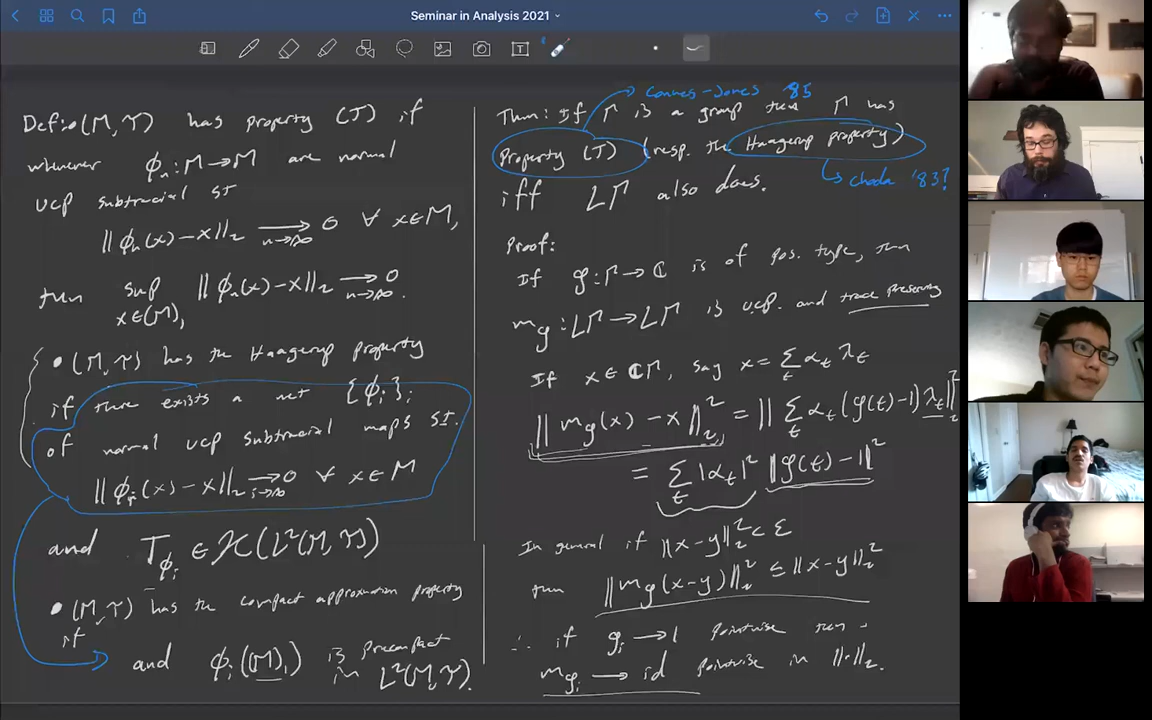 Seminar in Analysis 2021
Def: (M, τ) has property (T) if
whenever φₙ: M → M are normal
ucp subtracial st
‖φₙ(x) − x‖₂ ⟶ 0 ∀ x ∈ M,
n→∞
then sup ‖φₙ(x) − x‖₂ ⟶ 0
x∈(M)₁ n→∞
• (M, τ) has the Haagerup property
if there exists a net {φᵢ}ᵢ
of normal ucp subtracial maps st.
‖φᵢ(x) − x‖₂ ⟶ 0 ∀ x ∈ M
i→∞
and T_φᵢ ∈ K(L²(M, τ))
• (M, τ) has the compact approximation property
if
and φᵢ((M)₁) is precompact
in L²(M, τ).
Connes-Jones '85
Thm: If Γ is a group then Γ has
Property (T) (resp. the Haagerup property)
Choda '83?
iff LΓ also does.
Proof:
If φ: Γ → ℂ is of pos. type, then
m_φ: LΓ → LΓ is ucp. and trace preserving
If x ∈ ℂΓ, say x = Σ αₜ λₜ
t
‖m_φ(x) − x‖₂² = ‖Σ αₜ (φ(t) − 1) λₜ‖₂²
t
= Σ |αₜ|² ‖φ(t) − 1‖²
t
In general if ‖x−y‖₂² < ε
then ‖m_φ(x−y)‖₂² ≤ ‖x−y‖₂²
∴ if φᵢ → 1 pointwise then
m_φᵢ → id pointwise in ‖·‖₂.